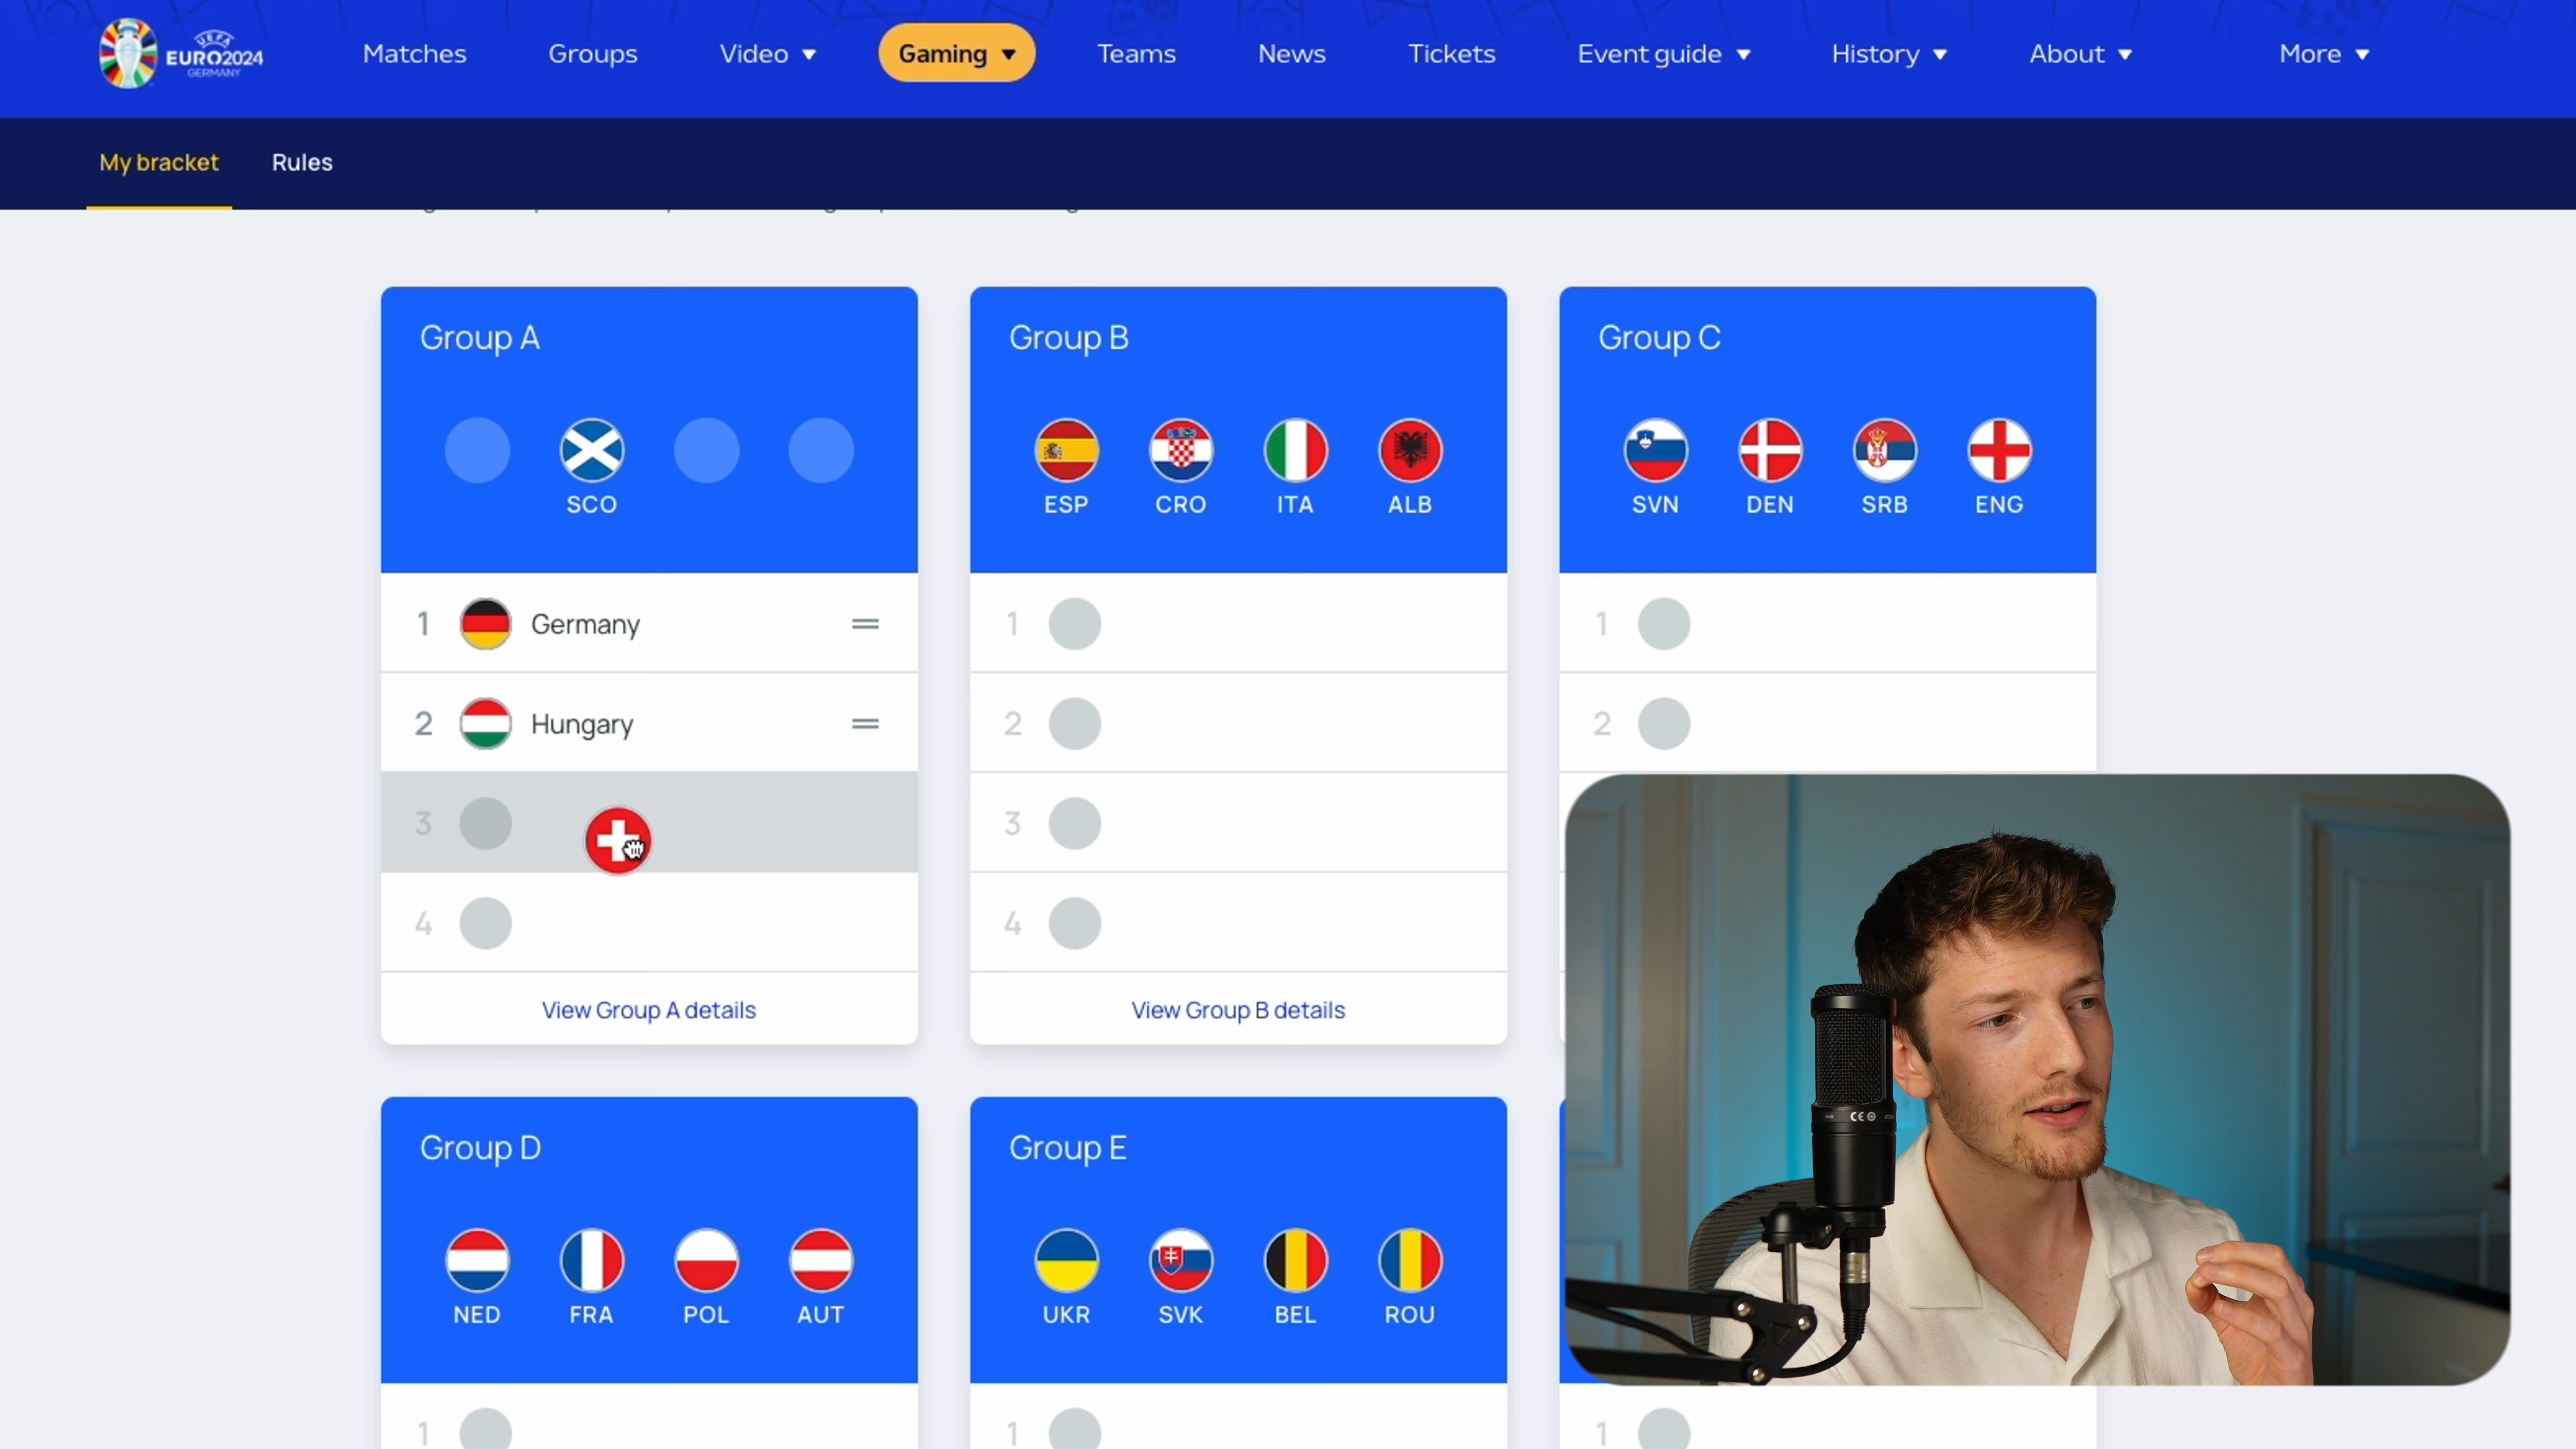 UEFA
EURO2024
GERMANY
Matches
Groups
Video
Gaming
Teams
News
Tickets
Event guide
History
About
More
My bracket
Rules
Group A
SCO
1 Germany
2 Hungary
3
4
View Group A details
Group B
ESP CRO ITA ALB
1
2
3
4
View Group B details
Group C
SVN DEN SRB ENG
1
2
Group D
NED FRA POL AUT
1
Group E
UKR SVK BEL ROU
1
1
CE